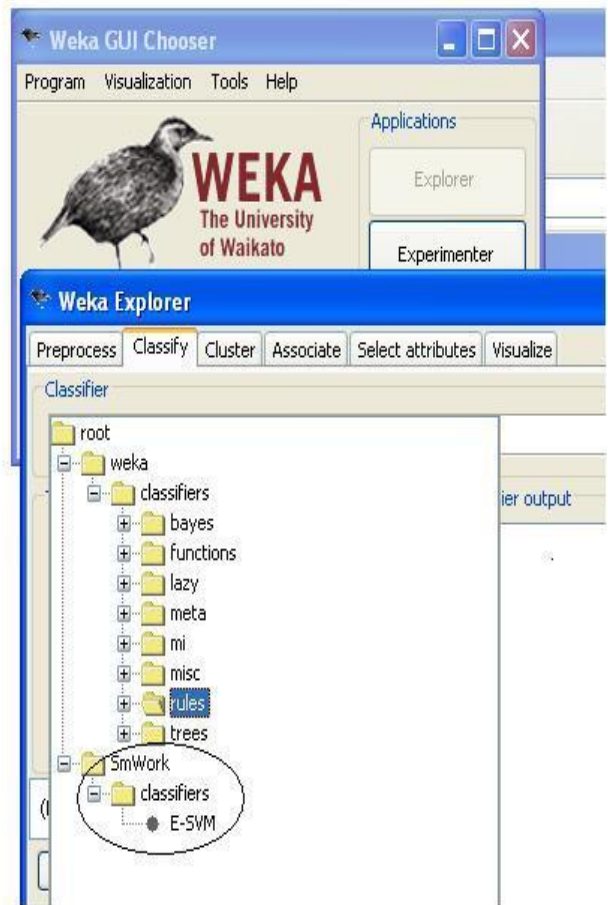 Weka GUI Chooser
Program Visualization Tools Help
Applications
Explorer
WEKA
The University
of Waikato
Experimenter
Weka Explorer
Preprocess Classify Cluster Associate Select attributes Visualize
Classifier
root
weka
classifiers
ier output
bayes
functions
lazy
meta
mi
misc
rules
trees
SmWork
classifiers
E-SVM